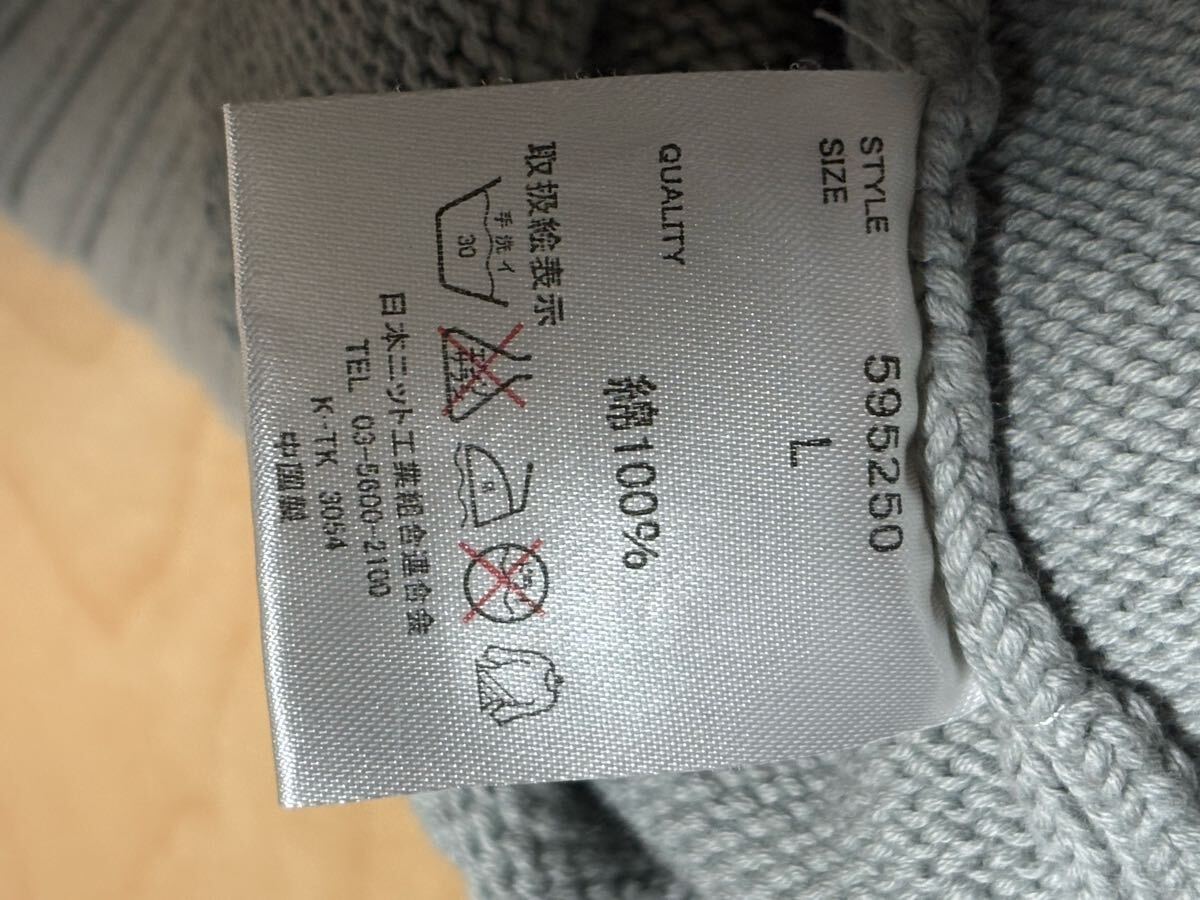 STYLE 595250
SIZE L
QUALITY
綿100%
取扱絵表示
手洗イ
30
日本ニット工業組合連合会
TEL 03-5600-2100
K-TK 3054
中国製